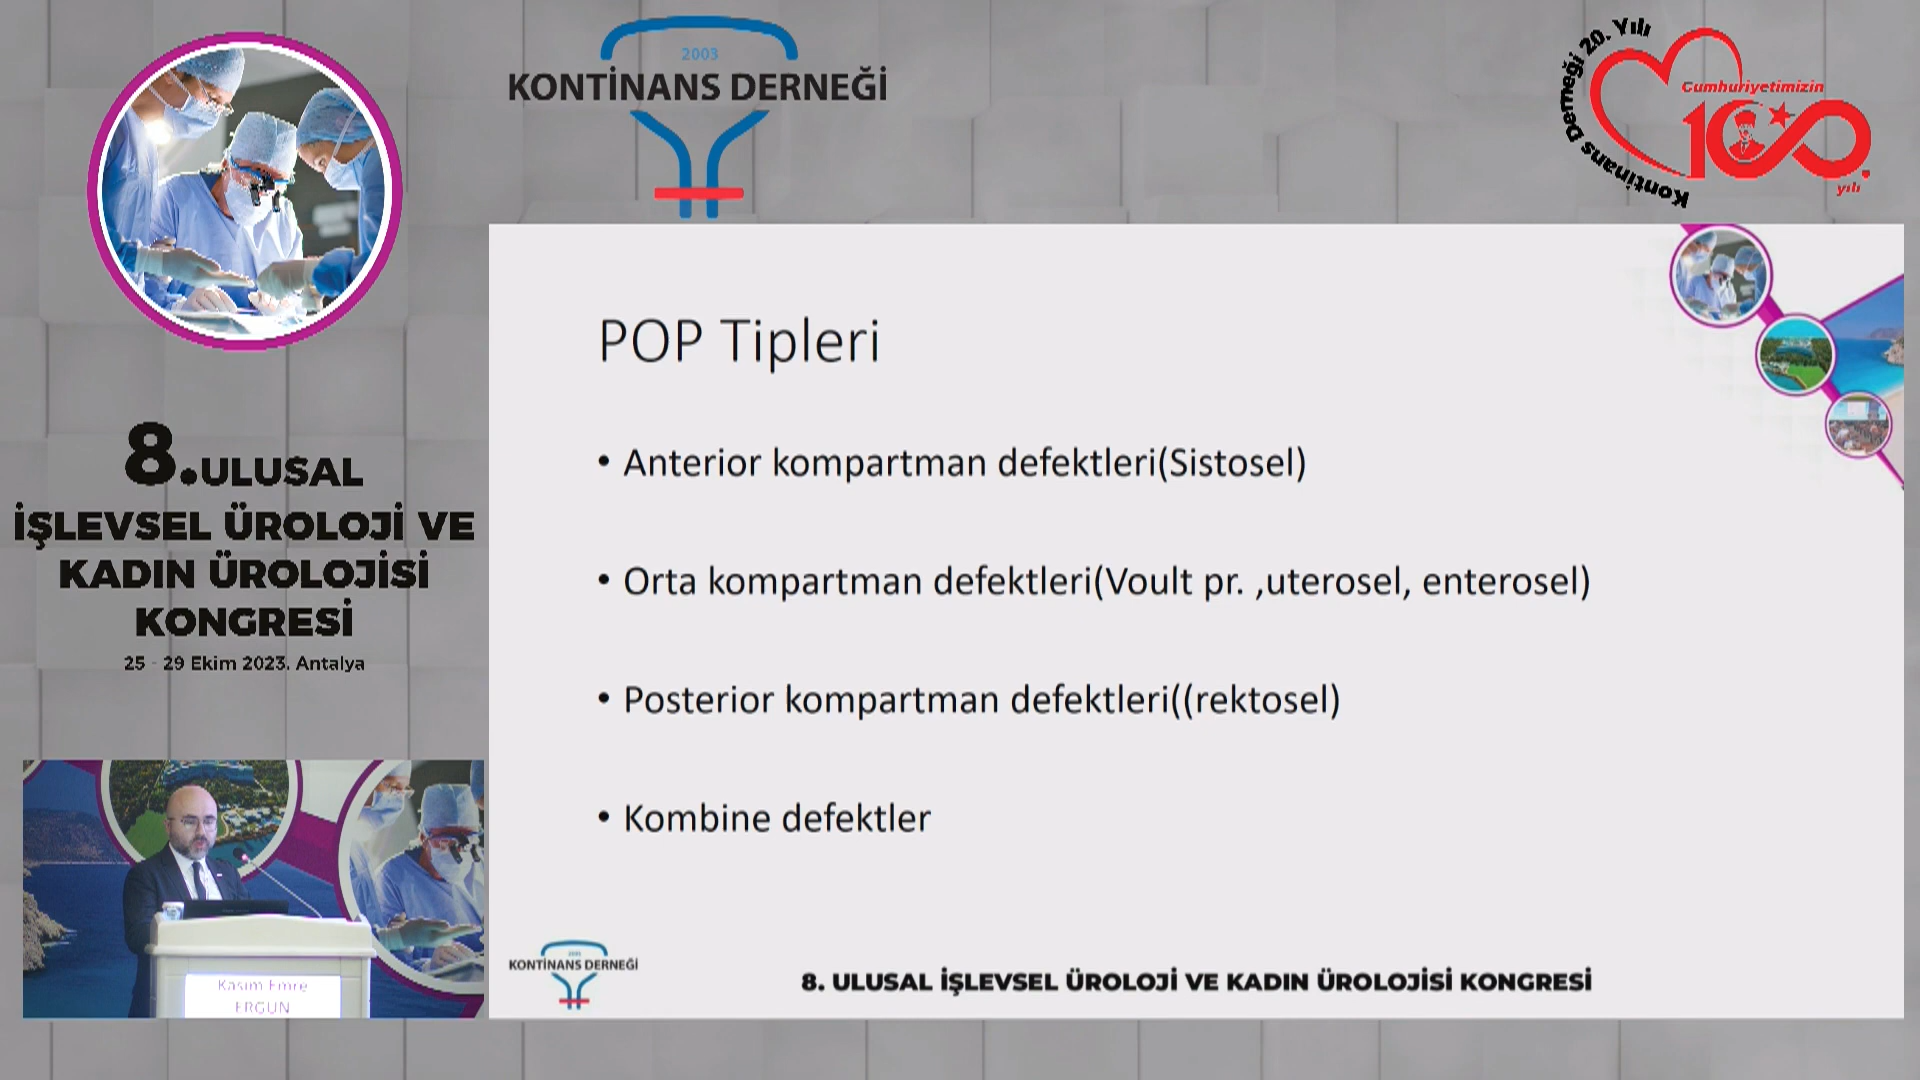 2003
KONTİNANS DERNEĞİ
Kontinans Derneği 20. Yılı
Cumhuriyetimizin
100.
yılı
8.ULUSAL
İŞLEVSEL ÜROLOJİ VE
KADIN ÜROLOJİSİ
KONGRESİ
25 - 29 Ekim 2023. Antalya
POP Tipleri
• Anterior kompartman defektleri(Sistosel)
• Orta kompartman defektleri(Voult pr. ,uterosel, enterosel)
• Posterior kompartman defektleri((rektosel)
• Kombine defektler
Kasım Emre
ERGÜN
2003
KONTİNANS DERNEĞİ
8. ULUSAL İŞLEVSEL ÜROLOJİ VE KADIN ÜROLOJİSİ KONGRESİ